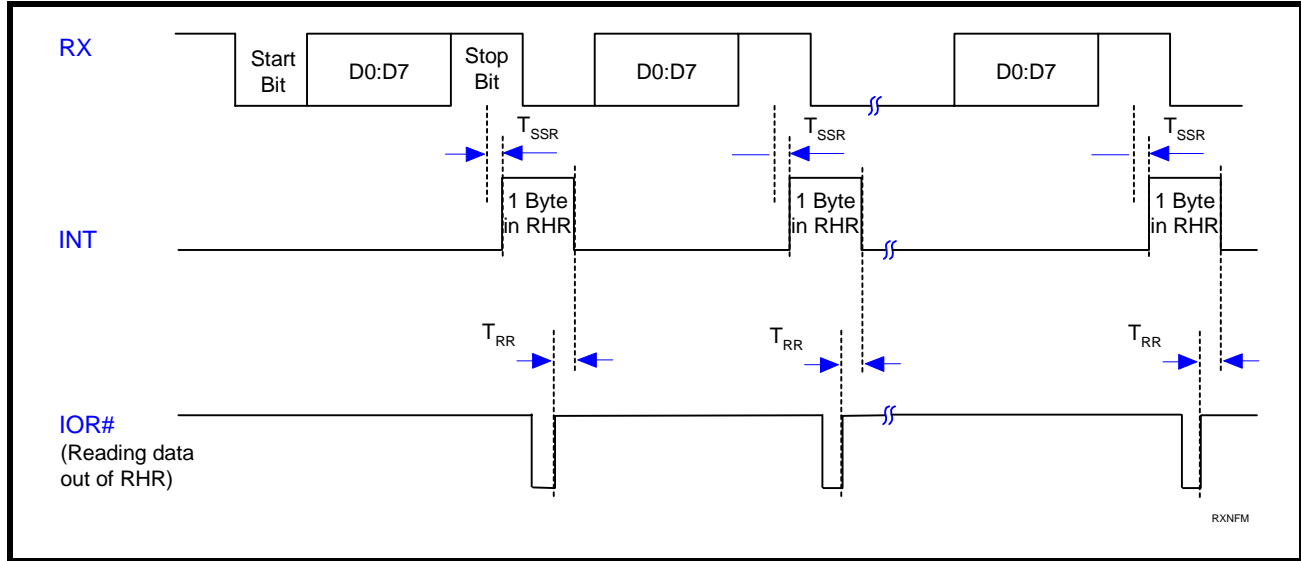 RX
Start
Bit
D0:D7
Stop
Bit
D0:D7
D0:D7
TSSR
TSSR
TSSR
INT
1 Byte
in RHR
1 Byte
in RHR
1 Byte
in RHR
TRR
TRR
TRR
IOR#
(Reading data
out of RHR)
RXNFM